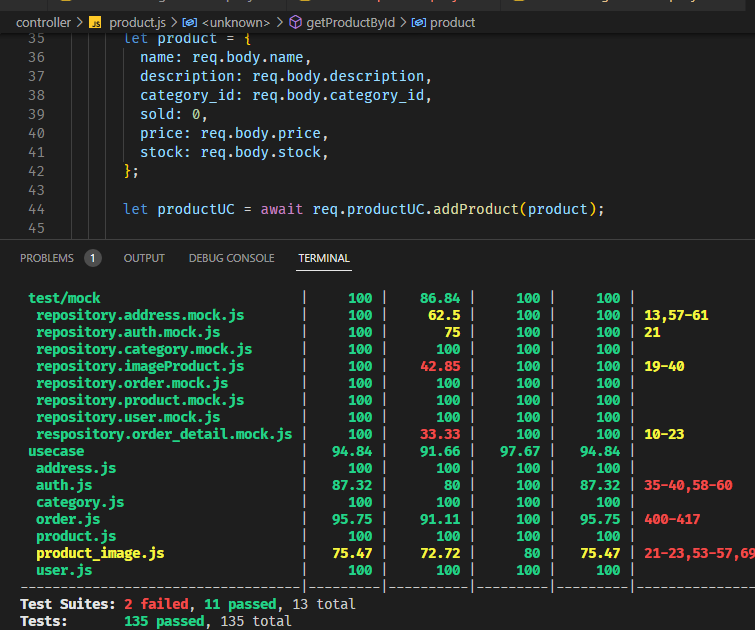 controller > JS product.js > <unknown> > getProductById > product
35 let product = {
36 name: req.body.name,
37 description: req.body.description,
38 category_id: req.body.category_id,
39 sold: 0,
40 price: req.body.price,
41 stock: req.body.stock,
42 };
43
44 let productUC = await req.productUC.addProduct(product);
45
PROBLEMS 1 OUTPUT DEBUG CONSOLE TERMINAL
test/mock | 100 | 86.84 | 100 | 100 |
repository.address.mock.js | 100 | 62.5 | 100 | 100 | 13,57-61
repository.auth.mock.js | 100 | 75 | 100 | 100 | 21
repository.category.mock.js | 100 | 100 | 100 | 100 |
repository.imageProduct.js | 100 | 42.85 | 100 | 100 | 19-40
repository.order.mock.js | 100 | 100 | 100 | 100 |
repository.product.mock.js | 100 | 100 | 100 | 100 |
repository.user.mock.js | 100 | 100 | 100 | 100 |
respository.order_detail.mock.js | 100 | 33.33 | 100 | 100 | 10-23
usecase | 94.84 | 91.66 | 97.67 | 94.84 |
address.js | 100 | 100 | 100 | 100 |
auth.js | 87.32 | 80 | 100 | 87.32 | 35-40,58-60
category.js | 100 | 100 | 100 | 100 |
order.js | 95.75 | 91.11 | 100 | 95.75 | 400-417
product.js | 100 | 100 | 100 | 100 |
product_image.js | 75.47 | 72.72 | 80 | 75.47 | 21-23,53-57,69
user.js | 100 | 100 | 100 | 100 |
Test Suites: 2 failed, 11 passed, 13 total
Tests: 135 passed, 135 total